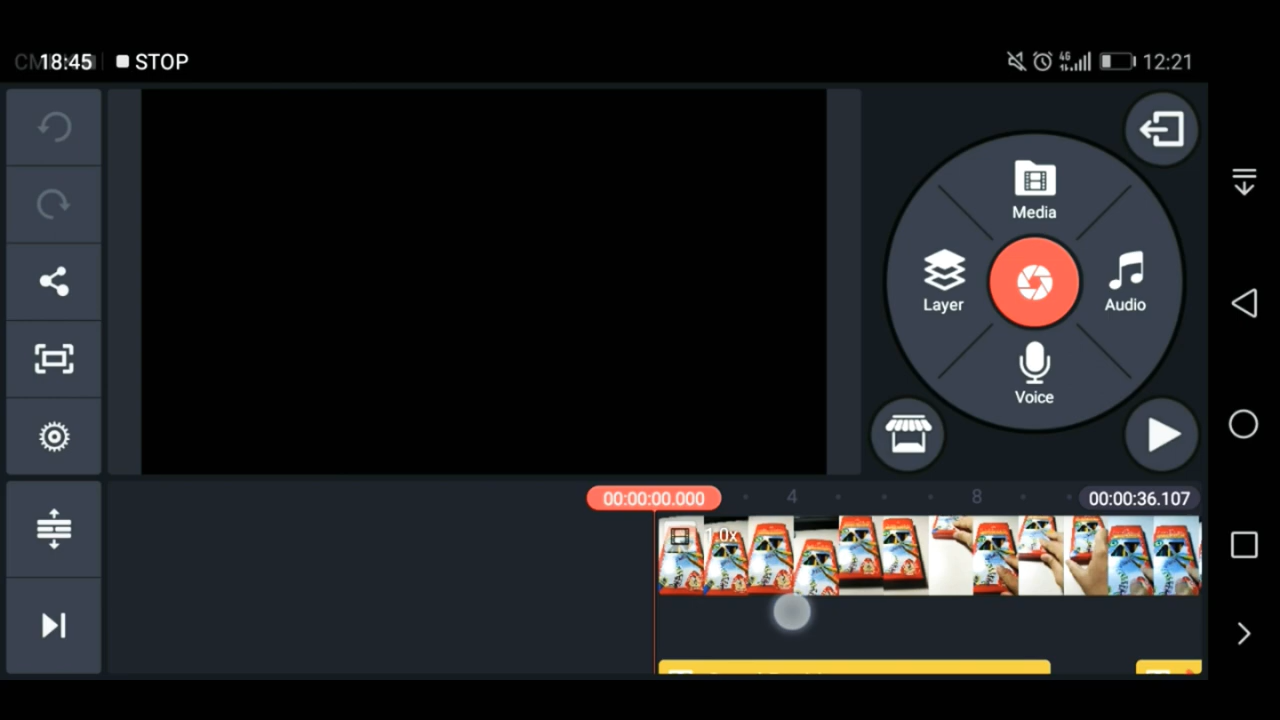 18:45 STOP 12:21
Media
Layer
Audio
Voice
00:00:00.000 4 8 00:00:36.107
1.0x